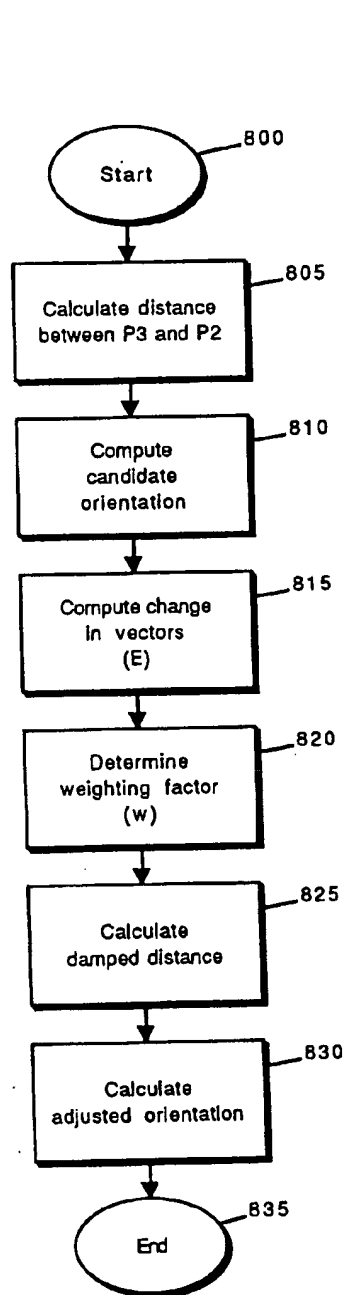 800
Start
805
Calculate distance
between P3 and P2
810
Compute
candidate
orientation
815
Compute change
in vectors
(E)
820
Determine
weighting factor
(w)
825
Calculate
damped distance
830
Calculate
adjusted orientation
835
End